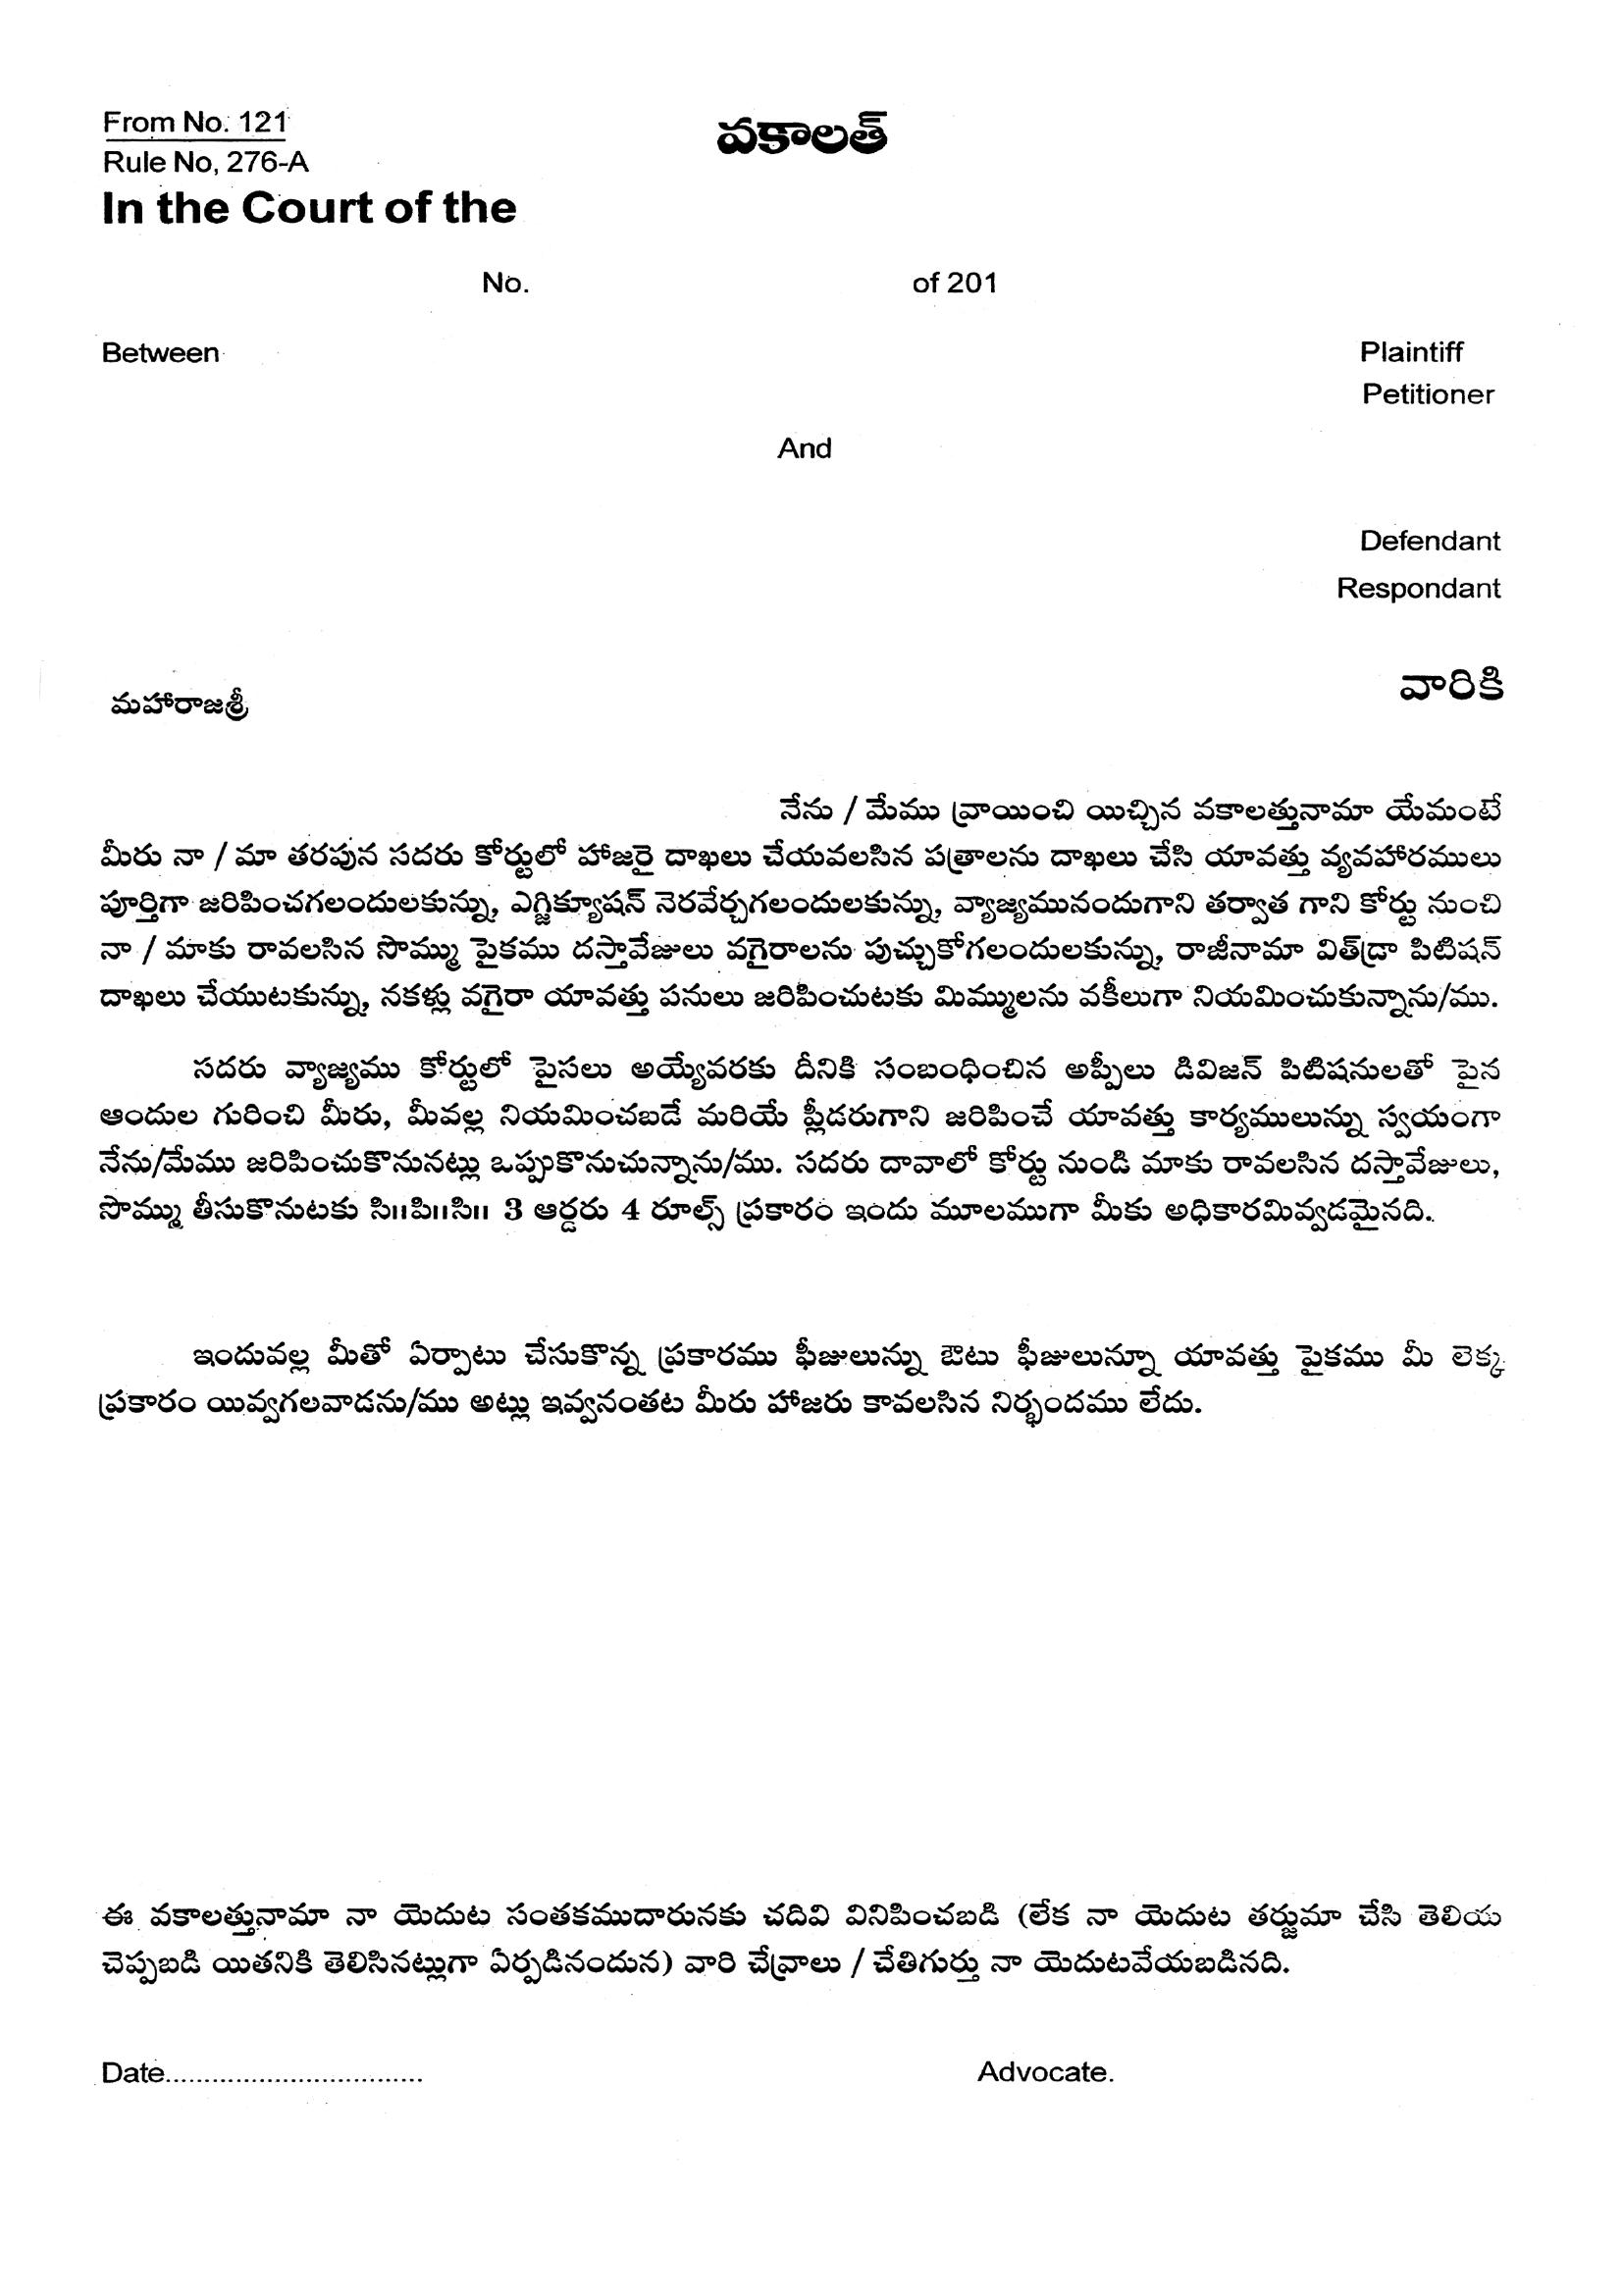 From No. 121
వకాలత్
Rule No, 276-A
In the Court of the
No. of 201
Between Plaintiff
Petitioner
And
Defendant
Respondant
మహారాజశ్రీ వారికి
నేను / మేము వ్రాయించి యిచ్చిన వకాలత్తునామా యేమంటే
మీరు నా / మా తరపున సదరు కోర్టులో హాజరై దాఖలు చేయవలసిన పత్రాలను దాఖలు చేసి యావత్తు వ్యవహారములు
పూర్తిగా జరిపించగలందులకున్ను, ఎగ్జిక్యూషన్ నెరవేర్చగలందులకున్ను, వ్యాజ్యమునందుగాని తర్వాత గాని కోర్టు నుంచి
నా / మాకు రావలసిన సొమ్ము పైకము దస్తావేజులు వగైరాలను పుచ్చుకోగలందులకున్ను, రాజీనామా విత్‌డ్రా పిటిషన్
దాఖలు చేయుటకున్ను, నకళ్లు వగైరా యావత్తు పనులు జరిపించుటకు మిమ్ములను వకీలుగా నియమించుకున్నాను/ము.
సదరు వ్యాజ్యము కోర్టులో పైసలు అయ్యేవరకు దీనికి సంబంధించిన అప్పీలు డివిజన్ పిటిషనులతో పైన
ఆందుల గురించి మీరు, మీవల్ల నియమించబడే మరియే ప్లీడరుగాని జరిపించే యావత్తు కార్యములున్ను స్వయంగా
నేను/మేము జరిపించుకొనునట్లు ఒప్పుకొనుచున్నాను/ము. సదరు దావాలో కోర్టు నుండి మాకు రావలసిన దస్తావేజులు,
సొమ్ము తీసుకొనుటకు సి॥పి॥సి॥ 3 ఆర్డరు 4 రూల్స్ ప్రకారం ఇందు మూలముగా మీకు అధికారమివ్వడమైనది.
ఇందువల్ల మీతో ఏర్పాటు చేసుకొన్న ప్రకారము ఫీజులున్ను ఔటు ఫీజులున్నూ యావత్తు పైకము మీ లెక్క
ప్రకారం యివ్వగలవాడను/ము అట్లు ఇవ్వనంతట మీరు హాజరు కావలసిన నిర్భందము లేదు.
ఈ వకాలత్తునామా నా యెదుట సంతకముదారునకు చదివి వినిపించబడి (లేక నా యెదుట తర్జుమా చేసి తెలియ
చెప్పబడి యితనికి తెలిసినట్లుగా ఏర్పడినందున) వారి చేవ్రాలు / చేతిగుర్తు నా యెదుటవేయబడినది.
Date................................. Advocate.